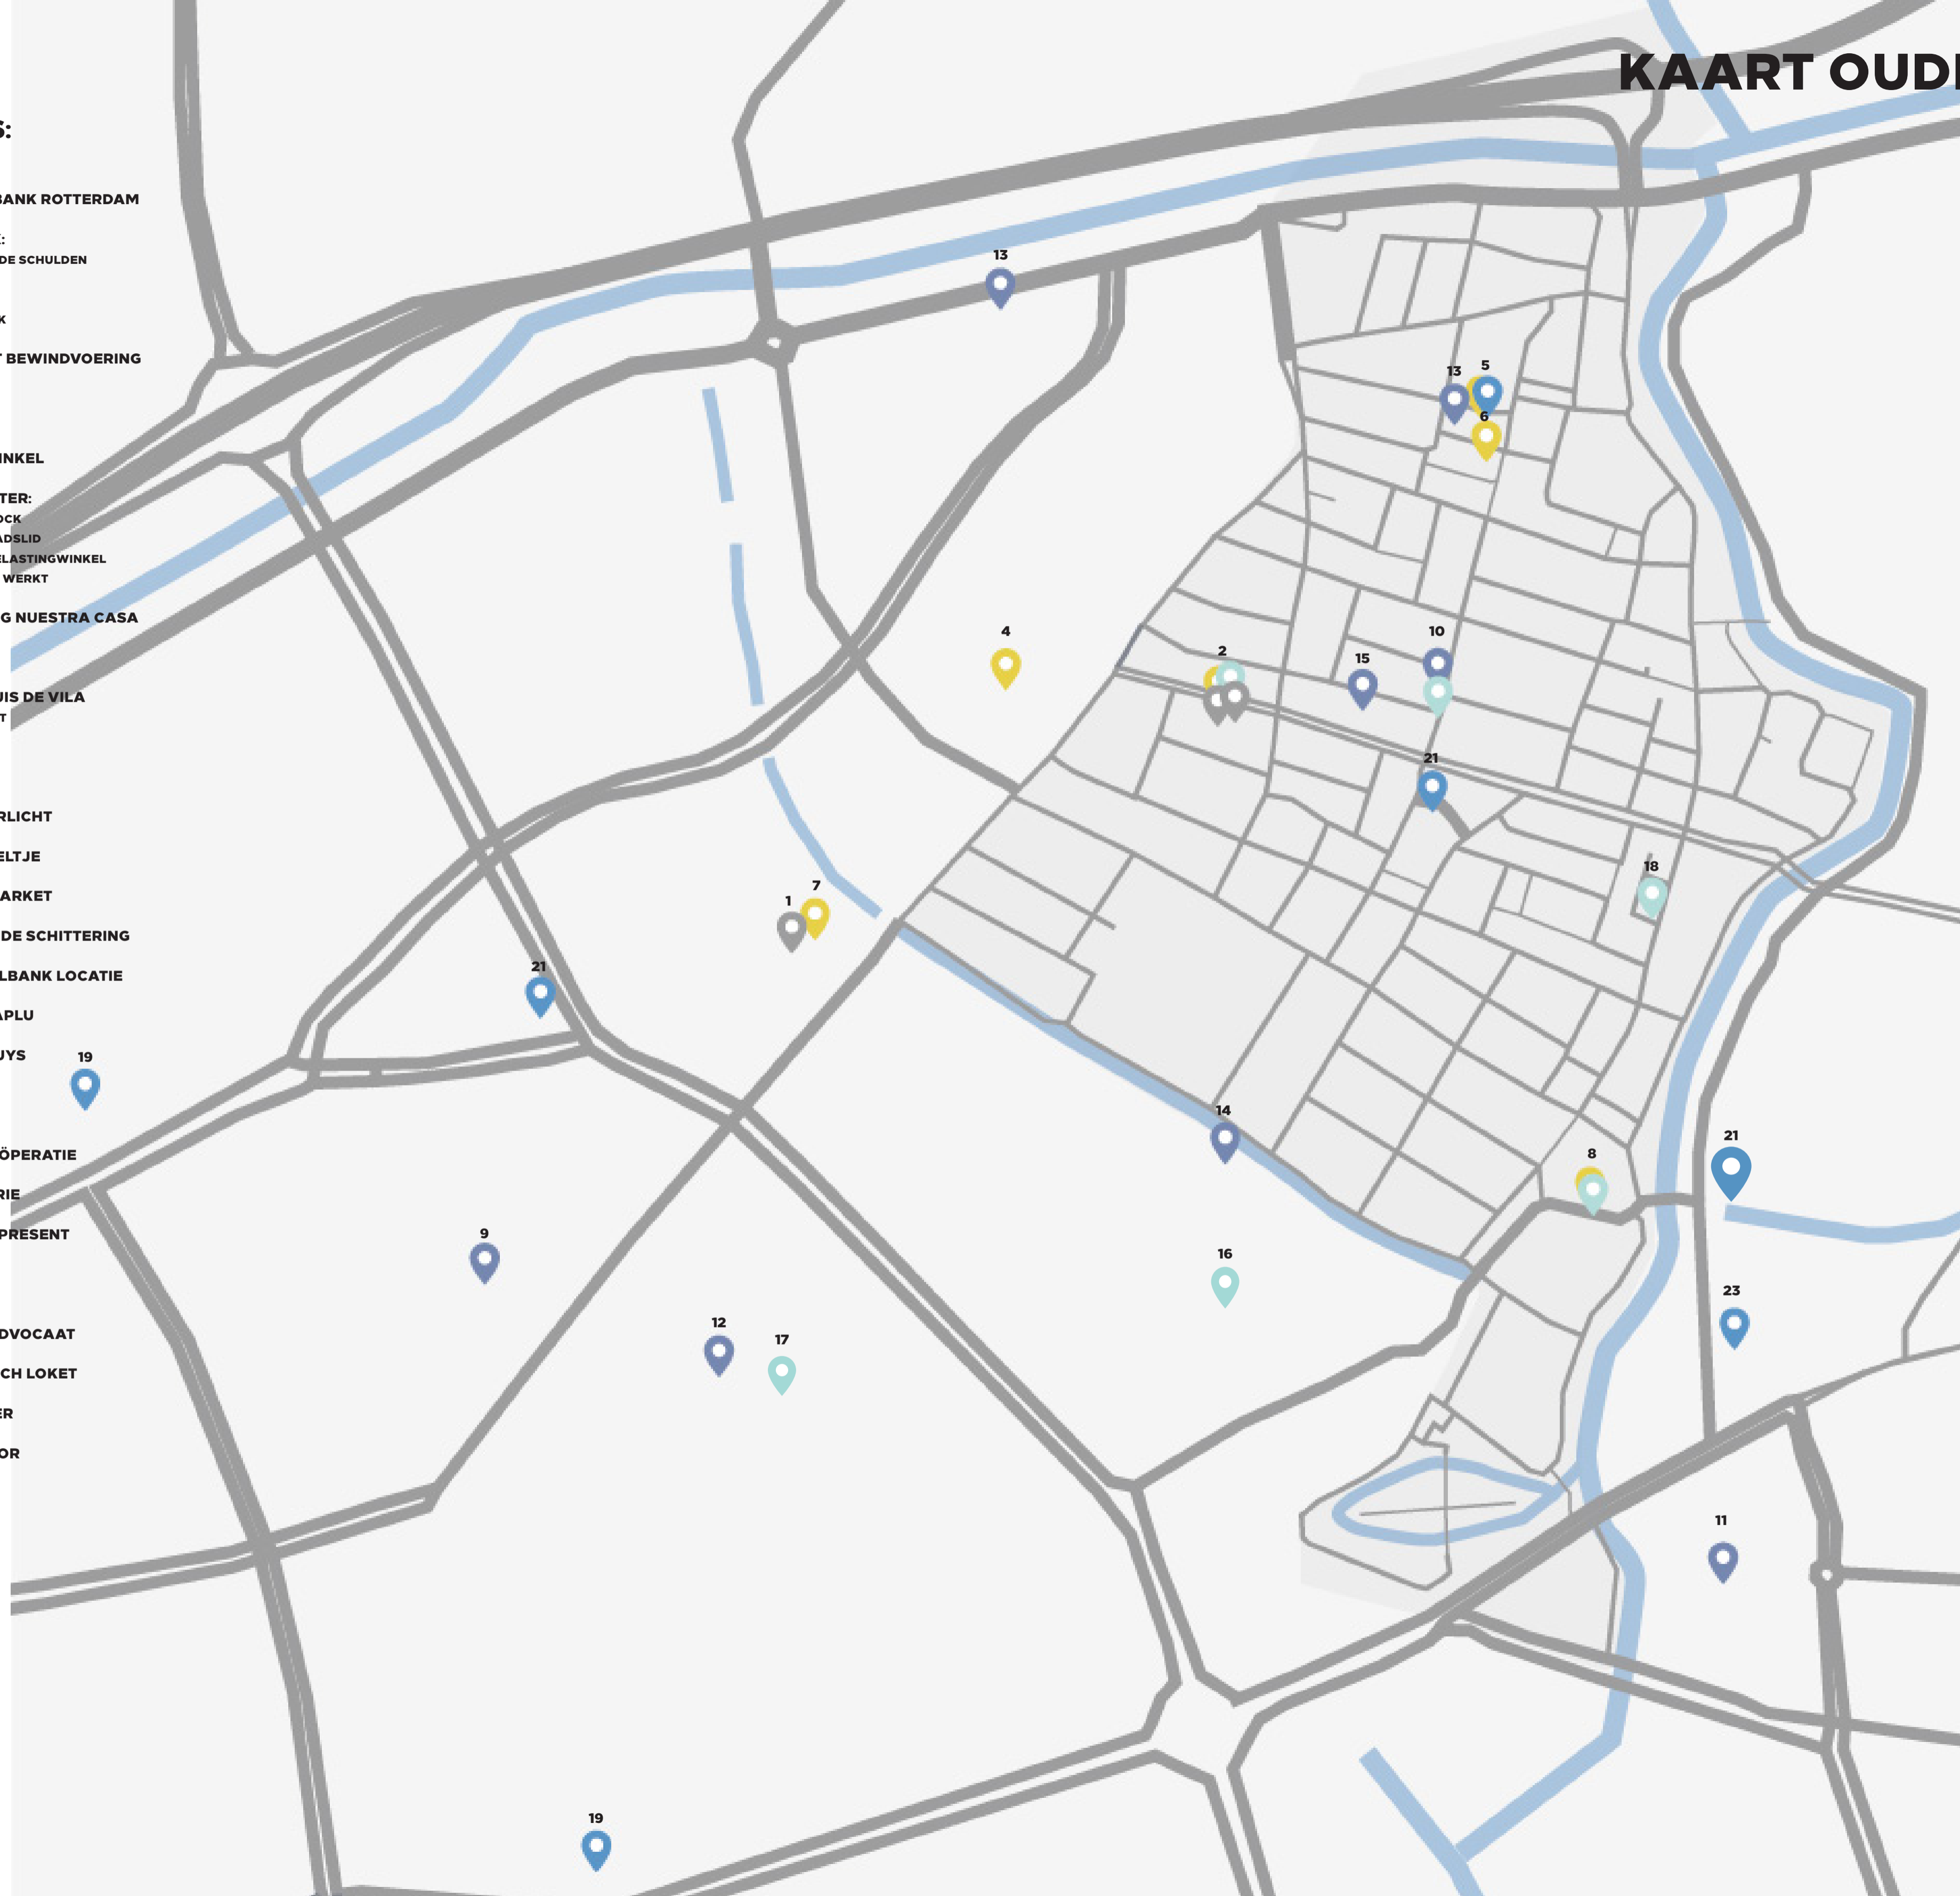 KAART OUD
S:
BANK ROTTERDAM
K:
DE SCHULDEN
K
T BEWINDVOERING
INKEL
TER:
OCK
ADSLID
ELASTINGWINKEL
WERKT
G NUESTRA CASA
UIS DE VILA
T
RLICHT
ELTJE
ARKET
DE SCHITTERING
LBANK LOCATIE
APLU
UYS
ÖPERATIE
RIE
PRESENT
DVOCAAT
CH LOKET
ER
OR
13
13
5
6
4
2
15
10
21
18
1
7
21
19
14
21
8
9
16
23
12
17
11
19